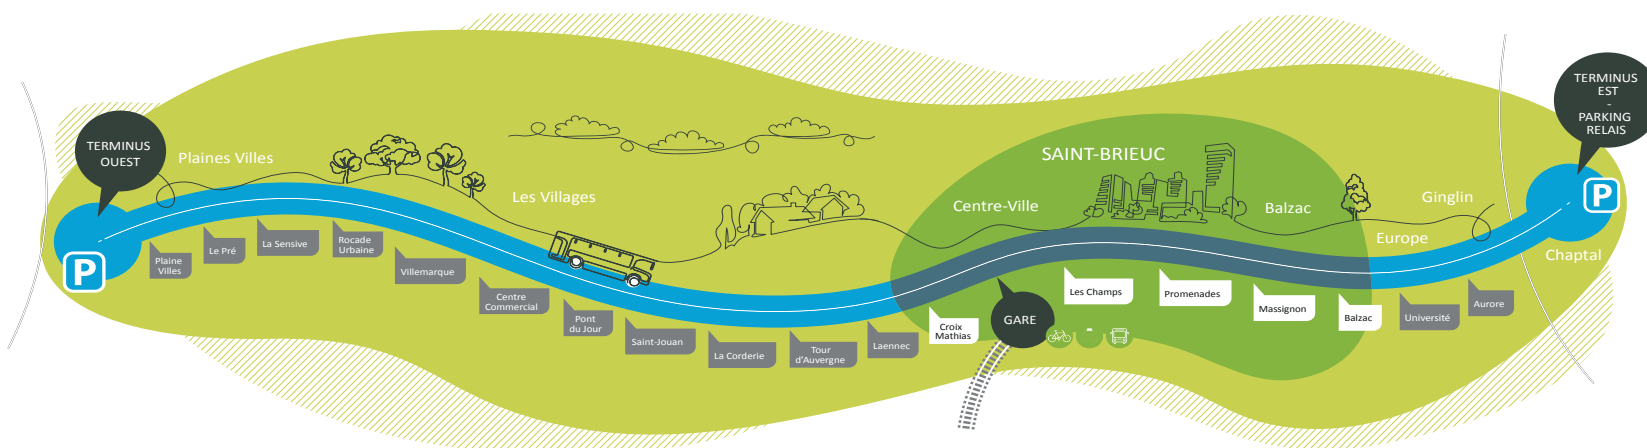 TERMINUS
OUEST
P
Plaines Villes
Les Villages
SAINT-BRIEUC
Centre-Ville
Balzac
Europe
Ginglin
Chaptal
TERMINUS
EST
-
PARKING
RELAIS
P
Plaine
Villes
Le Pré
La Sensive
Rocade
Urbaine
Villemarque
Centre
Commercial
Pont
du Jour
Saint-Jouan
La Corderie
Tour
d'Auvergne
Laennec
Croix
Mathias
GARE
Les Champs
Promenades
Massignon
Balzac
Université
Aurore